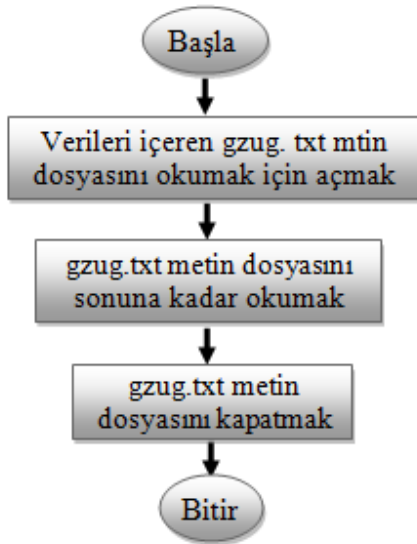 Başla
Verileri içeren gzug. txt mtin
dosyasını okumak için açmak
gzug.txt metin dosyasını
sonuna kadar okumak
gzug.txt metin
dosyasını kapatmak
Bitir